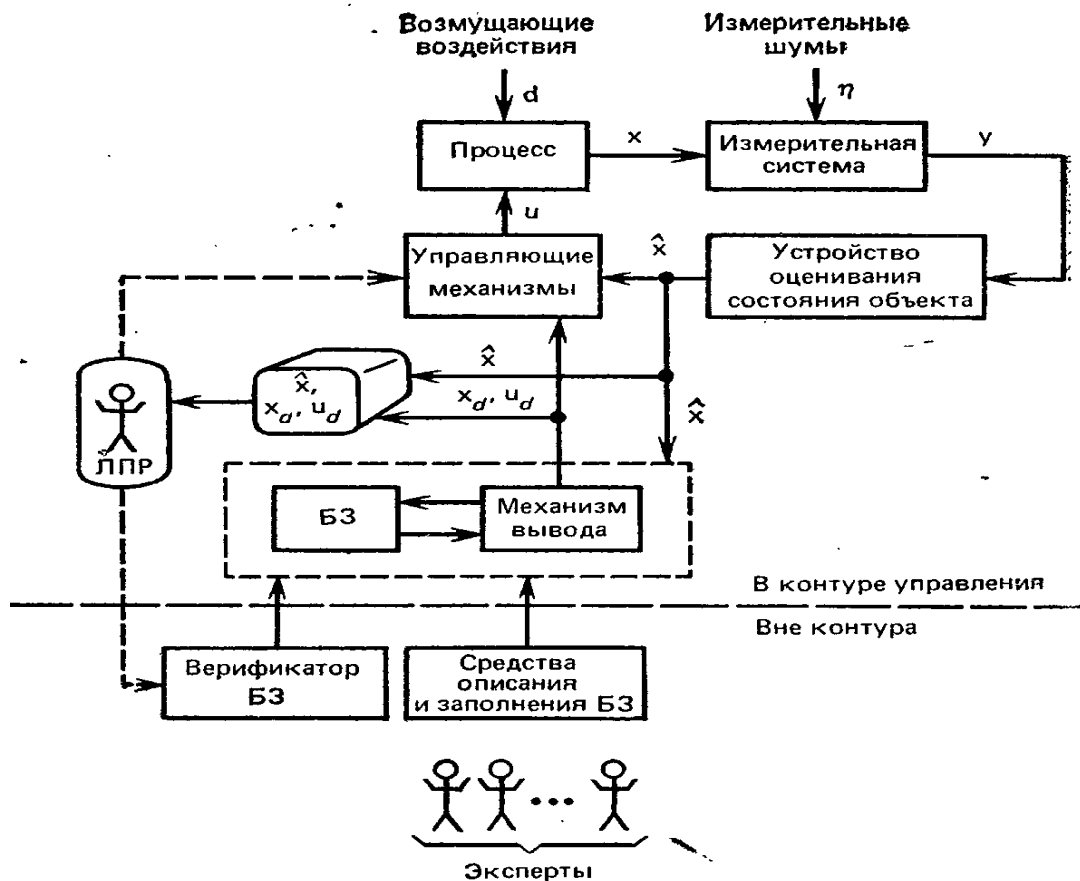 Возмущающие
воздействия
Измерительные
шумы
d
η
Процесс
x
Измерительная
система
y
u
Управляющие
механизмы
x̂
Устройство
оценивания
состояния объекта
x̂
x̂,
x_d, u_d
x_d, u_d
x̂
ЛПР
БЗ
Механизм
вывода
В контуре управления
Вне контура
Верификатор
БЗ
Средства
описания
и заполнения БЗ
Эксперты